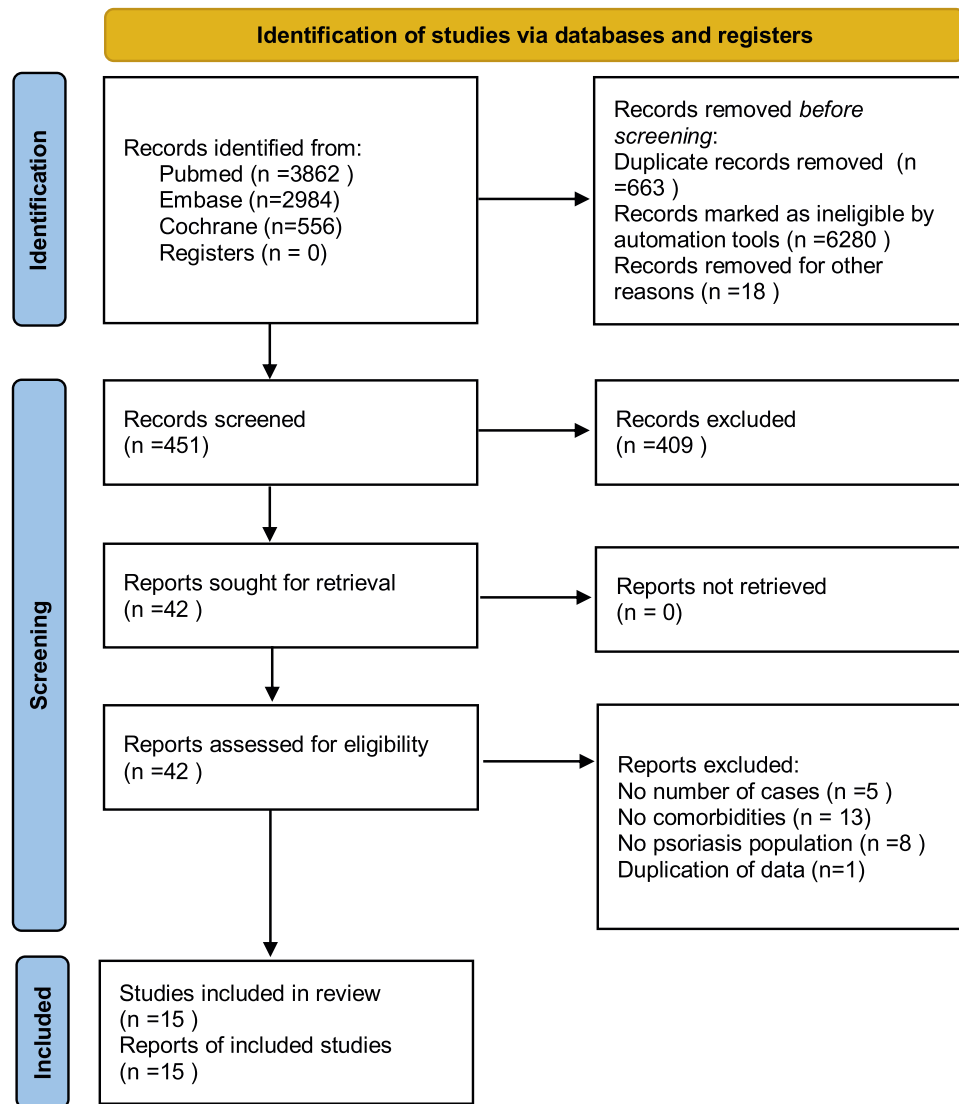 Identification of studies via databases and registers
Identification
Records identified from:
Pubmed (n =3862 )
Embase (n=2984)
Cochrane (n=556)
Registers (n = 0)
Records removed before
screening:
Duplicate records removed  (n
=663 )
Records marked as ineligible by
automation tools (n =6280 )
Records removed for other
reasons (n =18 )
Screening
Records screened
(n =451)
Records excluded
(n =409 )
Reports sought for retrieval
(n =42 )
Reports not retrieved
(n = 0)
Reports assessed for eligibility
(n =42 )
Reports excluded:
No number of cases (n =5 )
No comorbidities (n = 13)
No psoriasis population (n =8 )
Duplication of data (n=1)
Included
Studies included in review
(n =15 )
Reports of included studies
(n =15 )